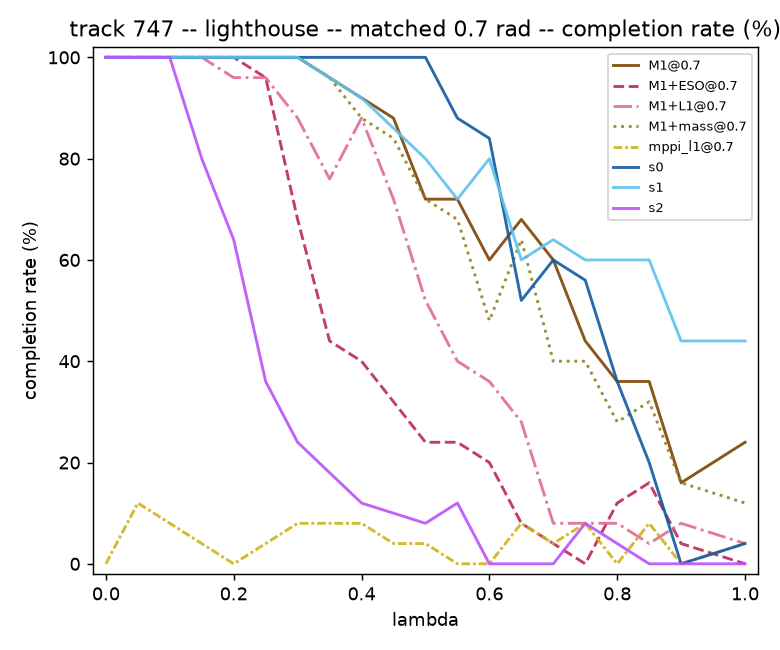 track 747 -- lighthouse -- matched 0.7 rad -- completion rate (%)
100
80
60
40
20
0
completion rate (%)
M1@0.7
M1+ESO@0.7
M1+L1@0.7
M1+mass@0.7
mppi_l1@0.7
s0
s1
s2
0.0 0.2 0.4 0.6 0.8 1.0
lambda